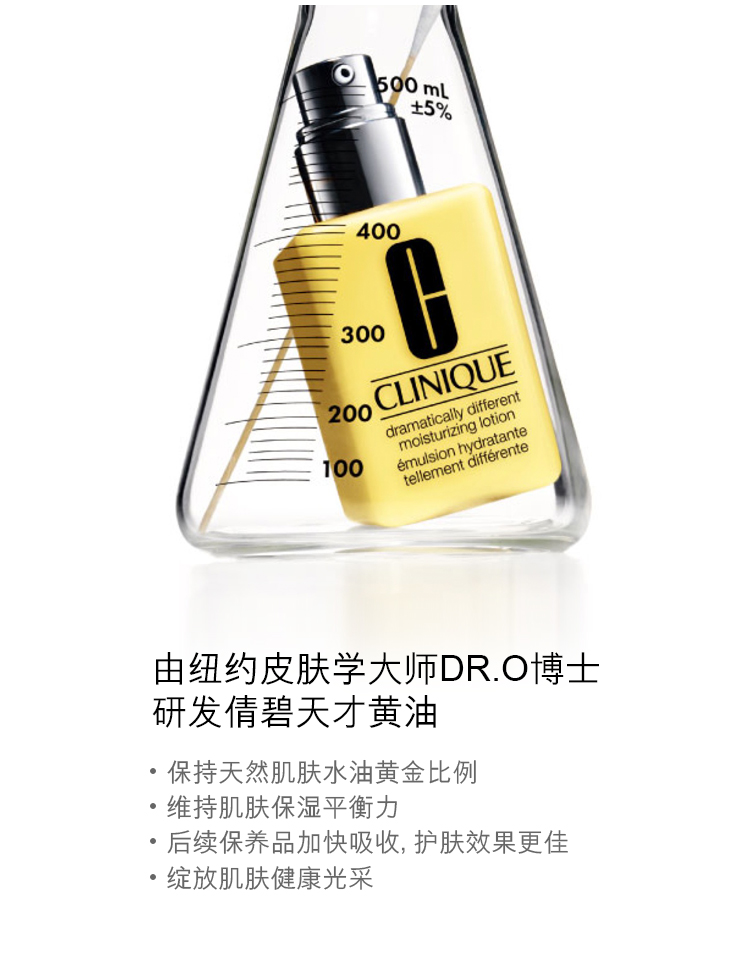 500 mL
±5%
400
300
200
100
CLINIQUE
dramatically different
moisturizing lotion
émulsion hydratante
tellement différente
由纽约皮肤学大师DR.O博士
研发倩碧天才黄油
• 保持天然肌肤水油黄金比例
• 维持肌肤保湿平衡力
• 后续保养品加快吸收, 护肤效果更佳
• 绽放肌肤健康光采